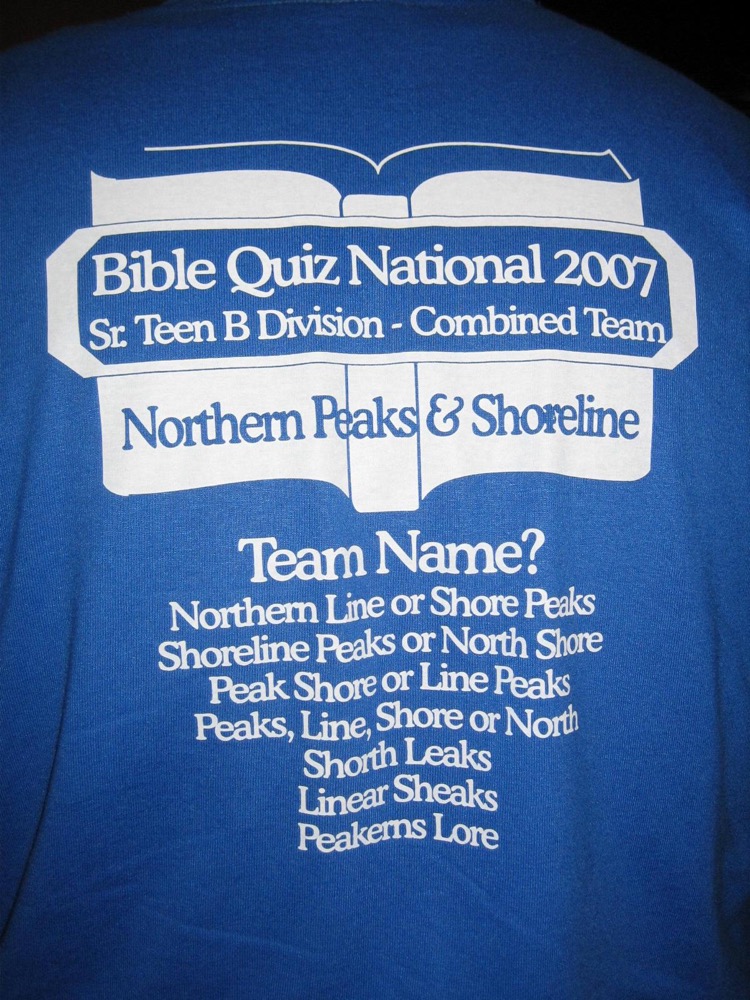 Bible Quiz National 2007
Sr. Teen B Division - Combined Team
Northern Peaks & Shoreline
Team Name?
Northern Line or Shore Peaks
Shoreline Peaks or North Shore
Peak Shore or Line Peaks
Peaks, Line, Shore or North
Shorth Leaks
Linear Sheaks
Peakerns Lore